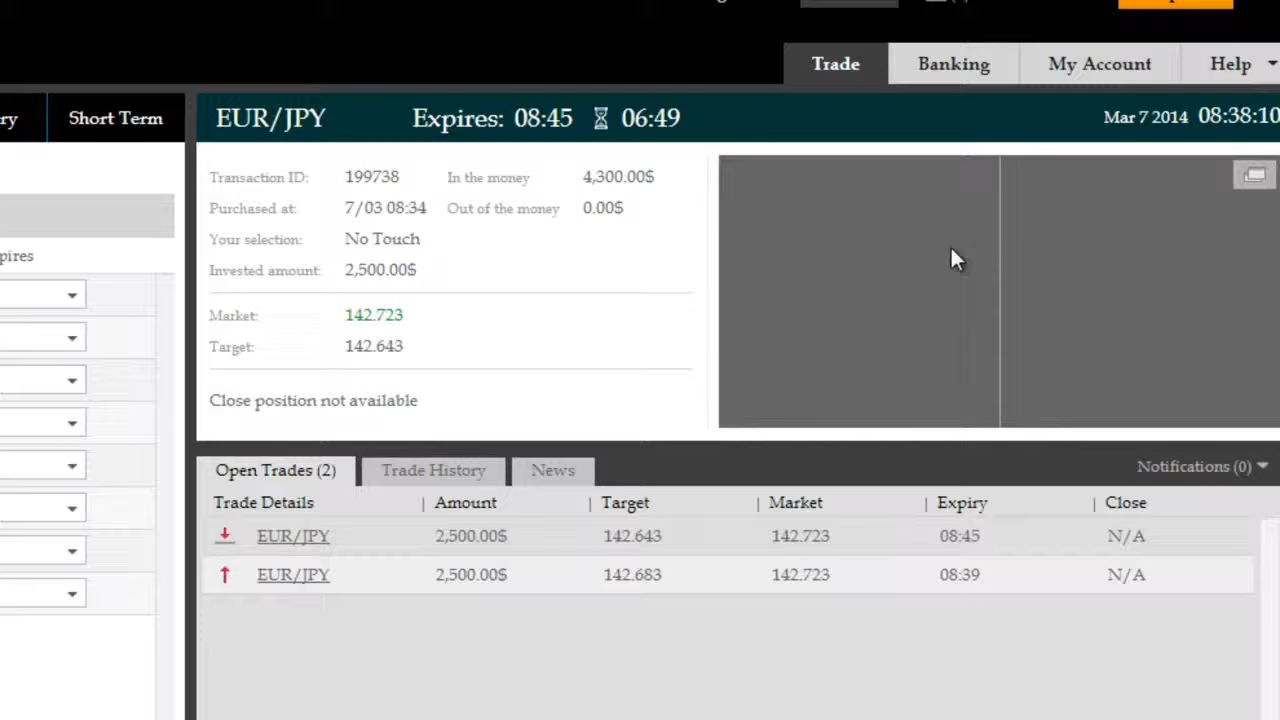 Trade Banking My Account Help
Short Term
EUR/JPY Expires: 08:45 06:49 Mar 7 2014 08:38:10
Transaction ID: 199738 In the money 4,300.00$
Purchased at: 7/03 08:34 Out of the money 0.00$
Your selection: No Touch
Invested amount: 2,500.00$
Market: 142.723
Target: 142.643
Close position not available
Open Trades (2) Trade History News Notifications (0)
Trade Details | Amount | Target | Market | Expiry | Close
EUR/JPY 2,500.00$ 142.643 142.723 08:45 N/A
EUR/JPY 2,500.00$ 142.683 142.723 08:39 N/A